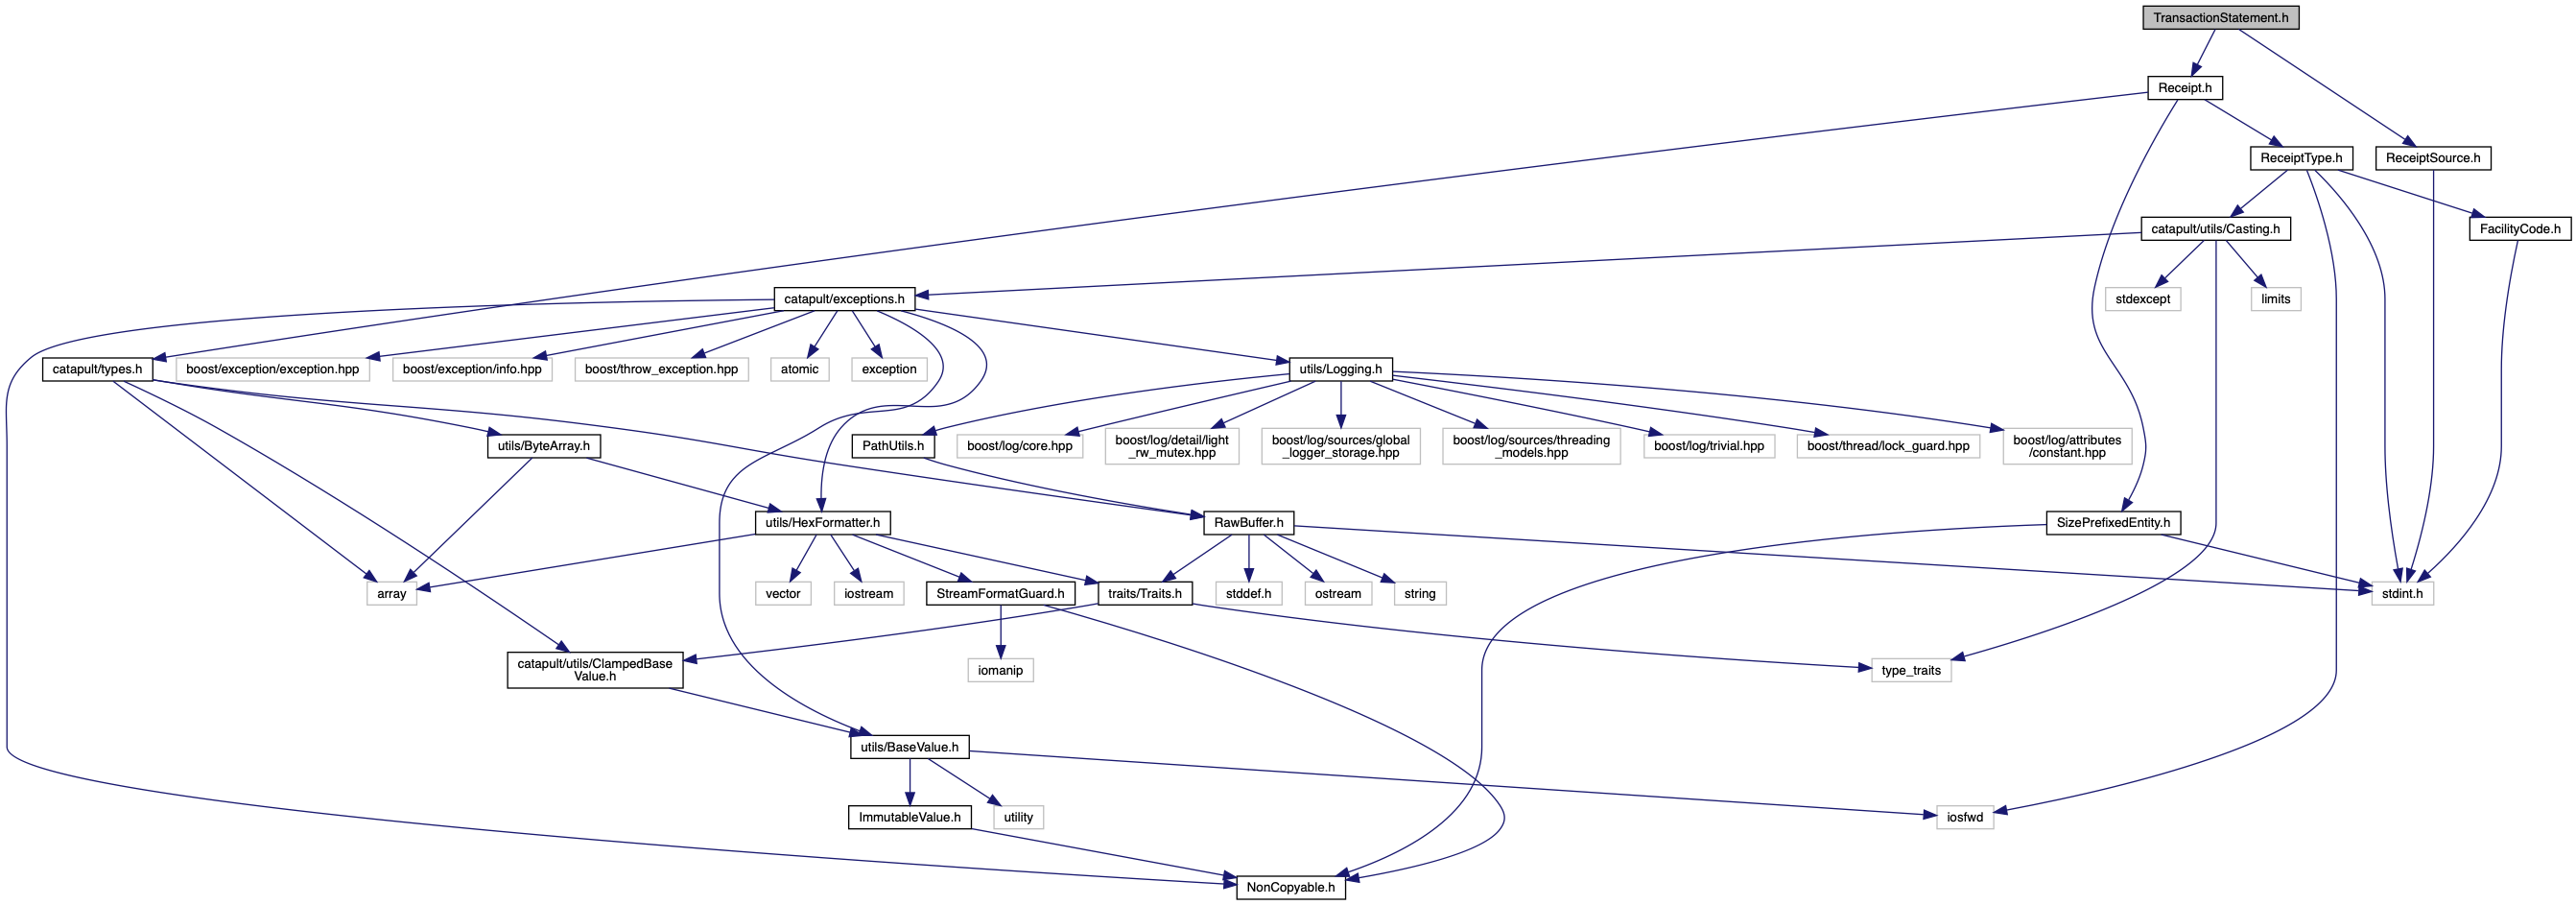 TransactionStatement.h
Receipt.h
ReceiptType.h
ReceiptSource.h
catapult/utils/Casting.h
FacilityCode.h
catapult/exceptions.h
stdexcept
limits
catapult/types.h
boost/exception/exception.hpp
boost/exception/info.hpp
boost/throw_exception.hpp
atomic
exception
utils/Logging.h
utils/ByteArray.h
PathUtils.h
boost/log/core.hpp
boost/log/detail/light
_rw_mutex.hpp
boost/log/sources/global
_logger_storage.hpp
boost/log/sources/threading
_models.hpp
boost/log/trivial.hpp
boost/thread/lock_guard.hpp
boost/log/attributes
/constant.hpp
utils/HexFormatter.h
RawBuffer.h
SizePrefixedEntity.h
array
vector
iostream
StreamFormatGuard.h
traits/Traits.h
stddef.h
ostream
string
stdint.h
catapult/utils/ClampedBase
Value.h
iomanip
type_traits
utils/BaseValue.h
ImmutableValue.h
utility
iosfwd
NonCopyable.h